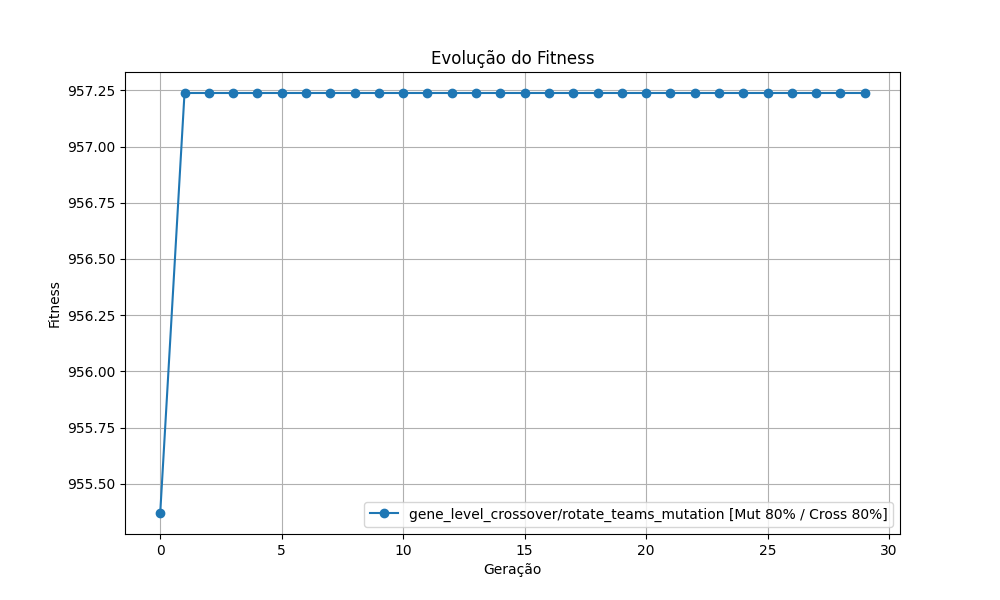 Evolução do Fitness
Fitness
957.25
957.00
956.75
956.50
956.25
956.00
955.75
955.50
gene_level_crossover/rotate_teams_mutation [Mut 80% / Cross 80%]
0 5 10 15 20 25 30
Geração